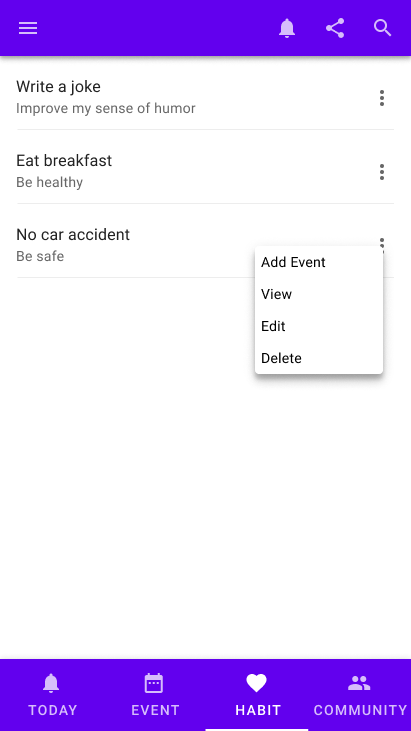 Write a joke
Improve my sense of humor
Eat breakfast
Be healthy
No car accident
Be safe
Add Event
View
Edit
Delete
TODAY
EVENT
HABIT
COMMUNITY